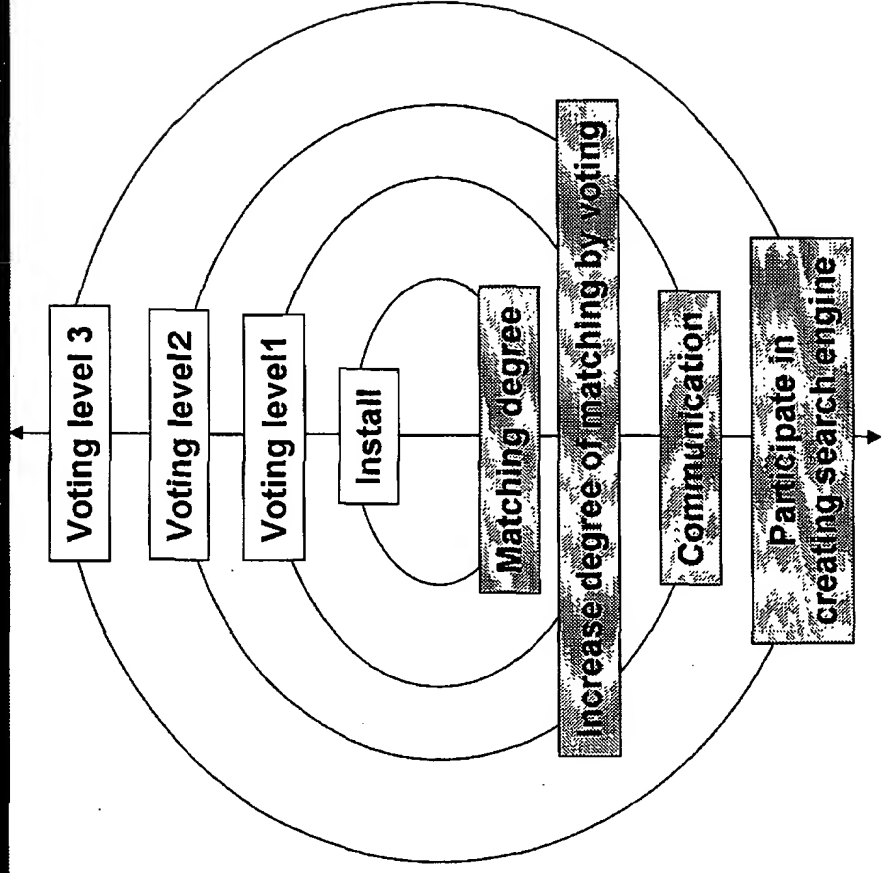 Voting level 3
Voting level2
Voting level1
Install
Matching degree
Increase degree of matching by voting
Communication
Participate in
creating search engine